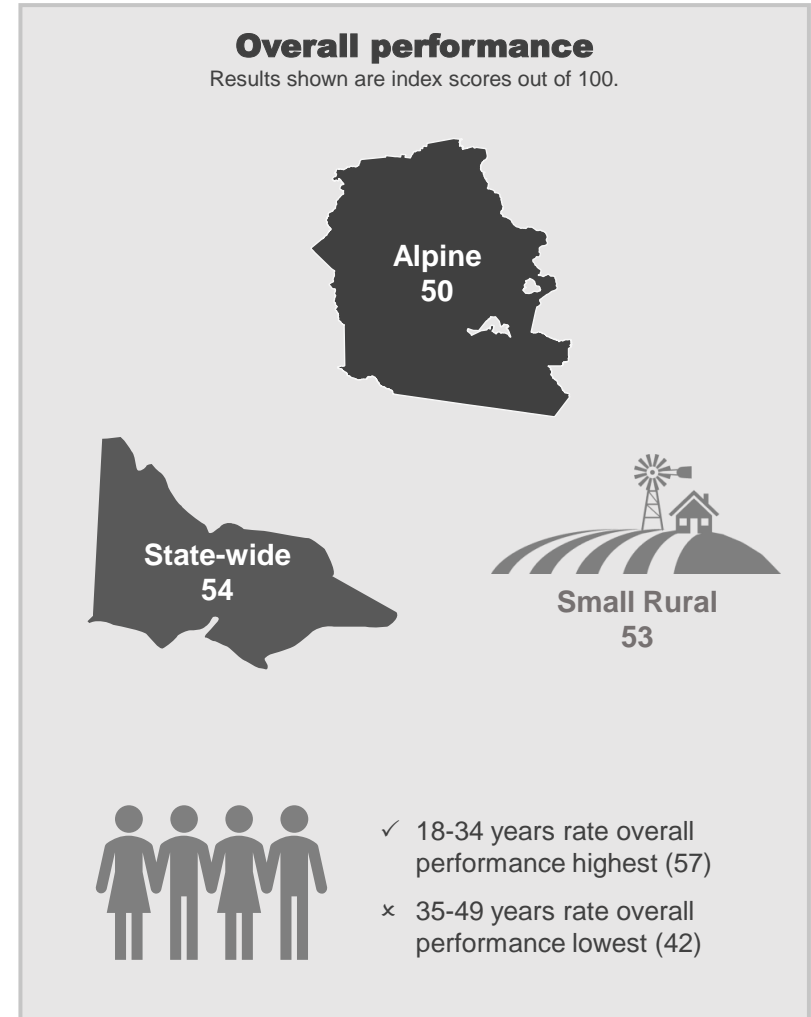 Overall performance
Results shown are index scores out of 100.
Alpine
50
State-wide
54
Small Rural
53
✓ 18-34 years rate overall
performance highest (57)
× 35-49 years rate overall
performance lowest (42)